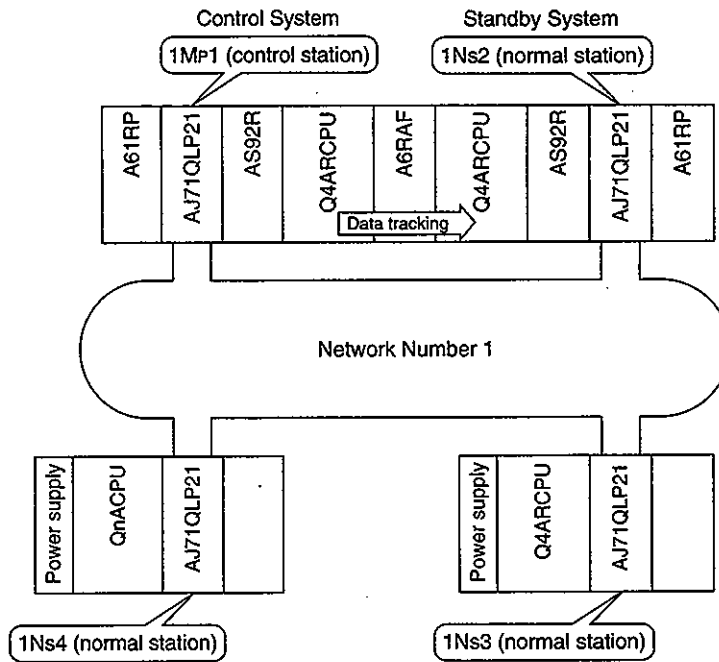 Control System
Standby System
1MP1 (control station)
1Ns2 (normal station)
A61RP
AJ71QLP21
AS92R
Q4ARCPU
A6RAF
Q4ARCPU
AS92R
AJ71QLP21
A61RP
Data tracking
Network Number 1
Power supply
QnACPU
AJ71QLP21
Power supply
Q4ARCPU
AJ71QLP21
1Ns4 (normal station)
1Ns3 (normal station)